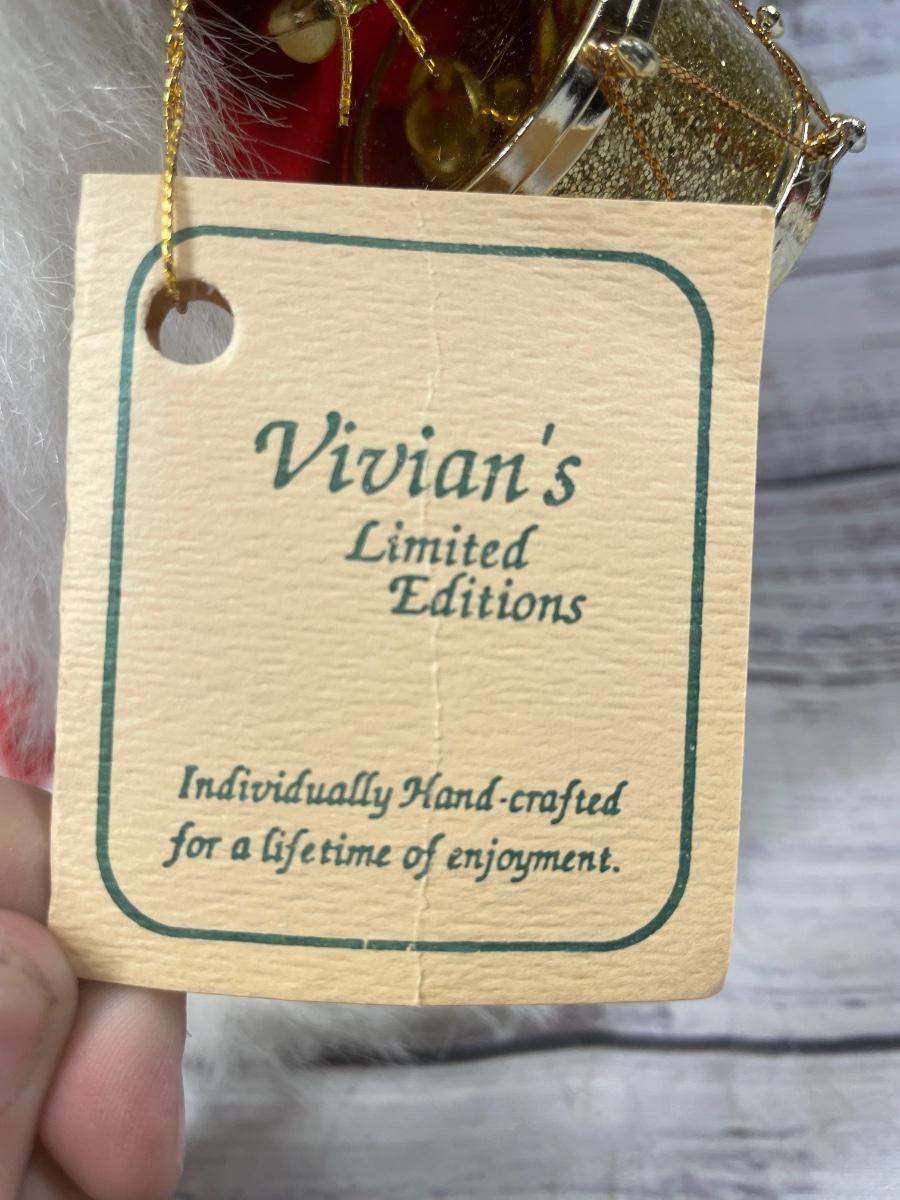 Vivian's
Limited
Editions
Individually Hand-crafted
for a lifetime of enjoyment.